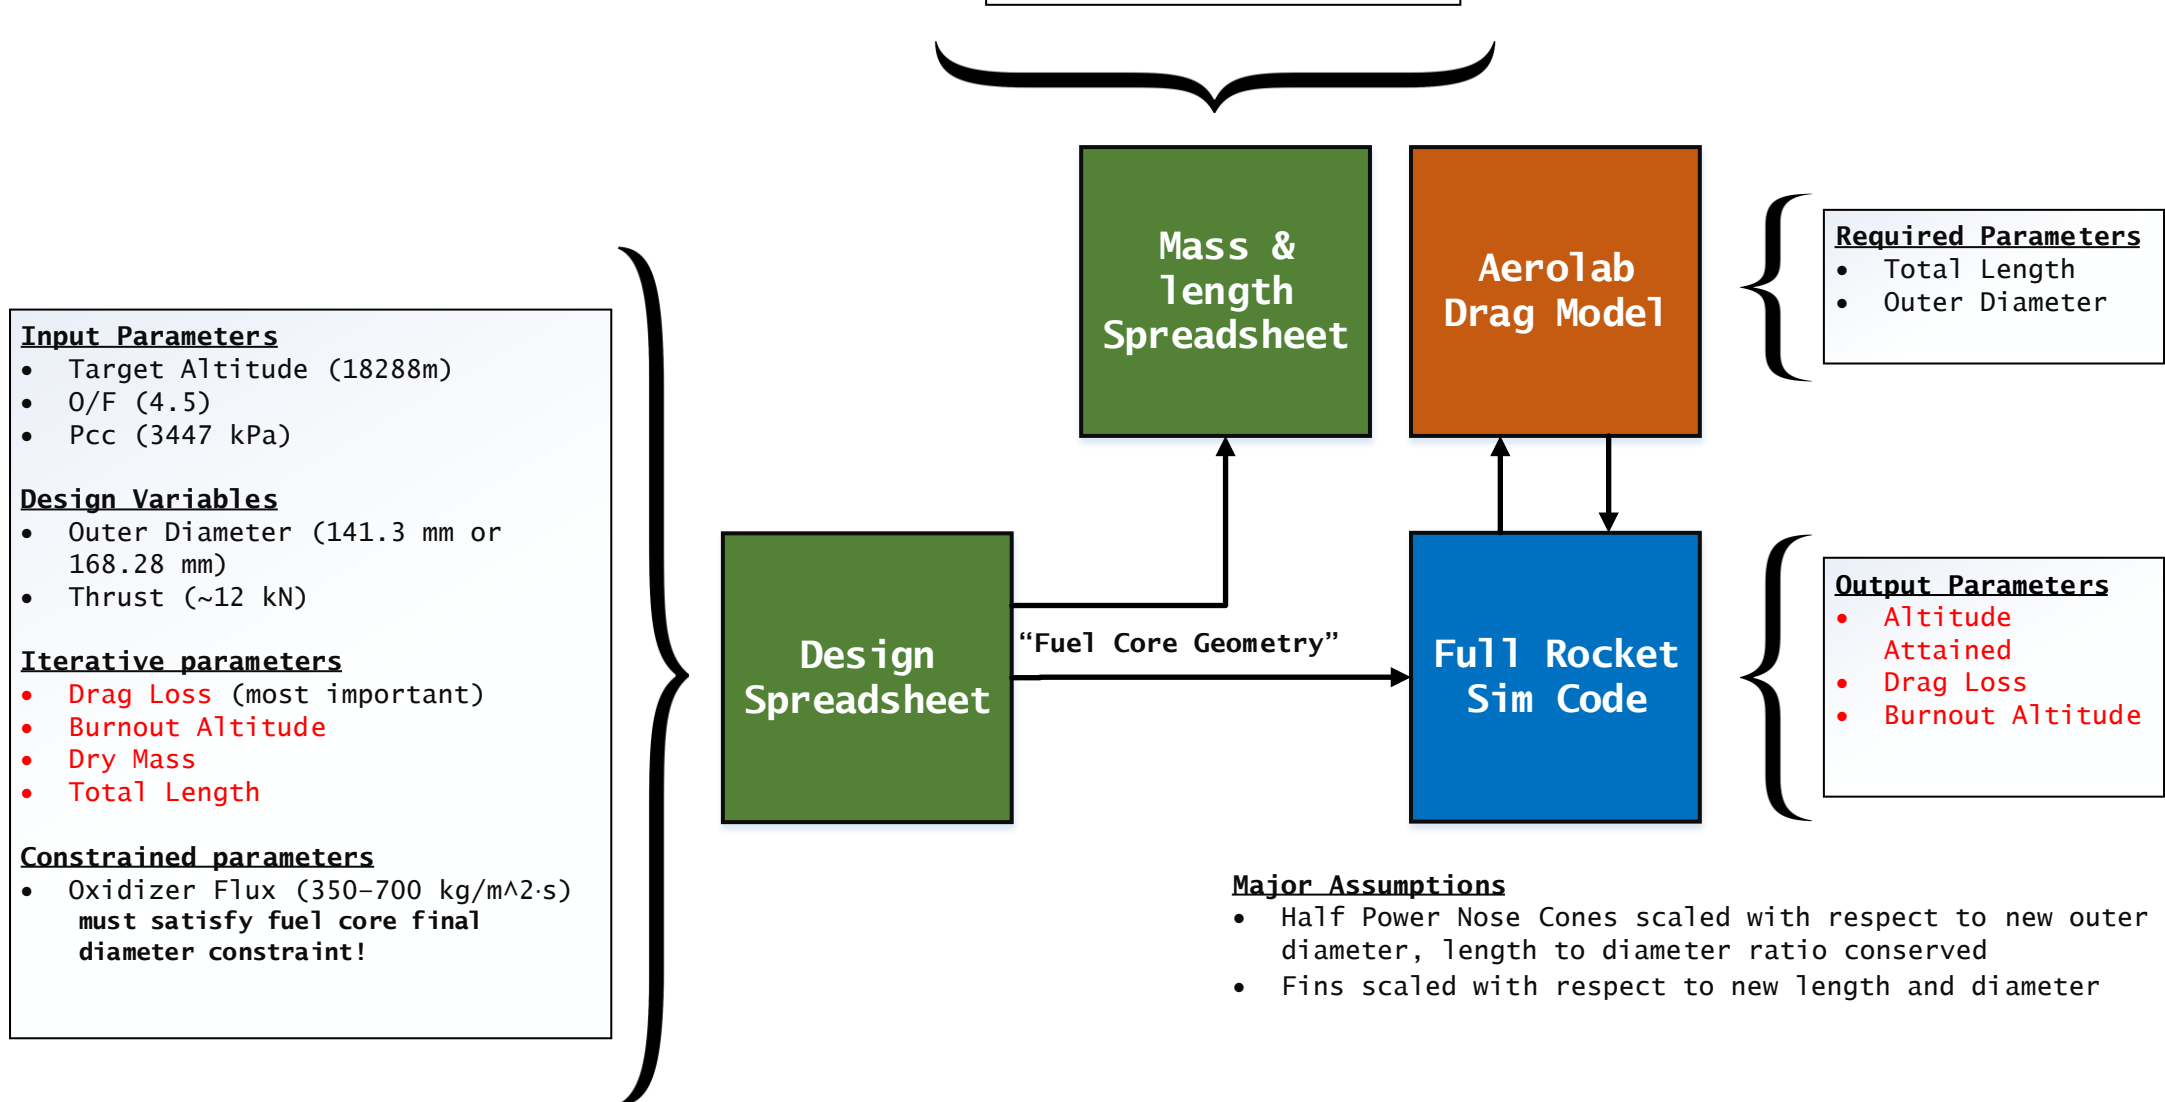 Input Parameters
• Target Altitude (18288m)
• O/F (4.5)
• Pcc (3447 kPa)
Design Variables
• Outer Diameter (141.3 mm or
168.28 mm)
• Thrust (~12 kN)
Iterative parameters
• Drag Loss (most important)
• Burnout Altitude
• Dry Mass
• Total Length
Constrained parameters
• Oxidizer Flux (350–700 kg/m^2·s)
must satisfy fuel core final
diameter constraint!
Design
Spreadsheet
Mass &
length
Spreadsheet
"Fuel Core Geometry"
Aerolab
Drag Model
Full Rocket
Sim Code
Required Parameters
• Total Length
• Outer Diameter
Output Parameters
• Altitude
Attained
• Drag Loss
• Burnout Altitude
Major Assumptions
• Half Power Nose Cones scaled with respect to new outer
diameter, length to diameter ratio conserved
• Fins scaled with respect to new length and diameter